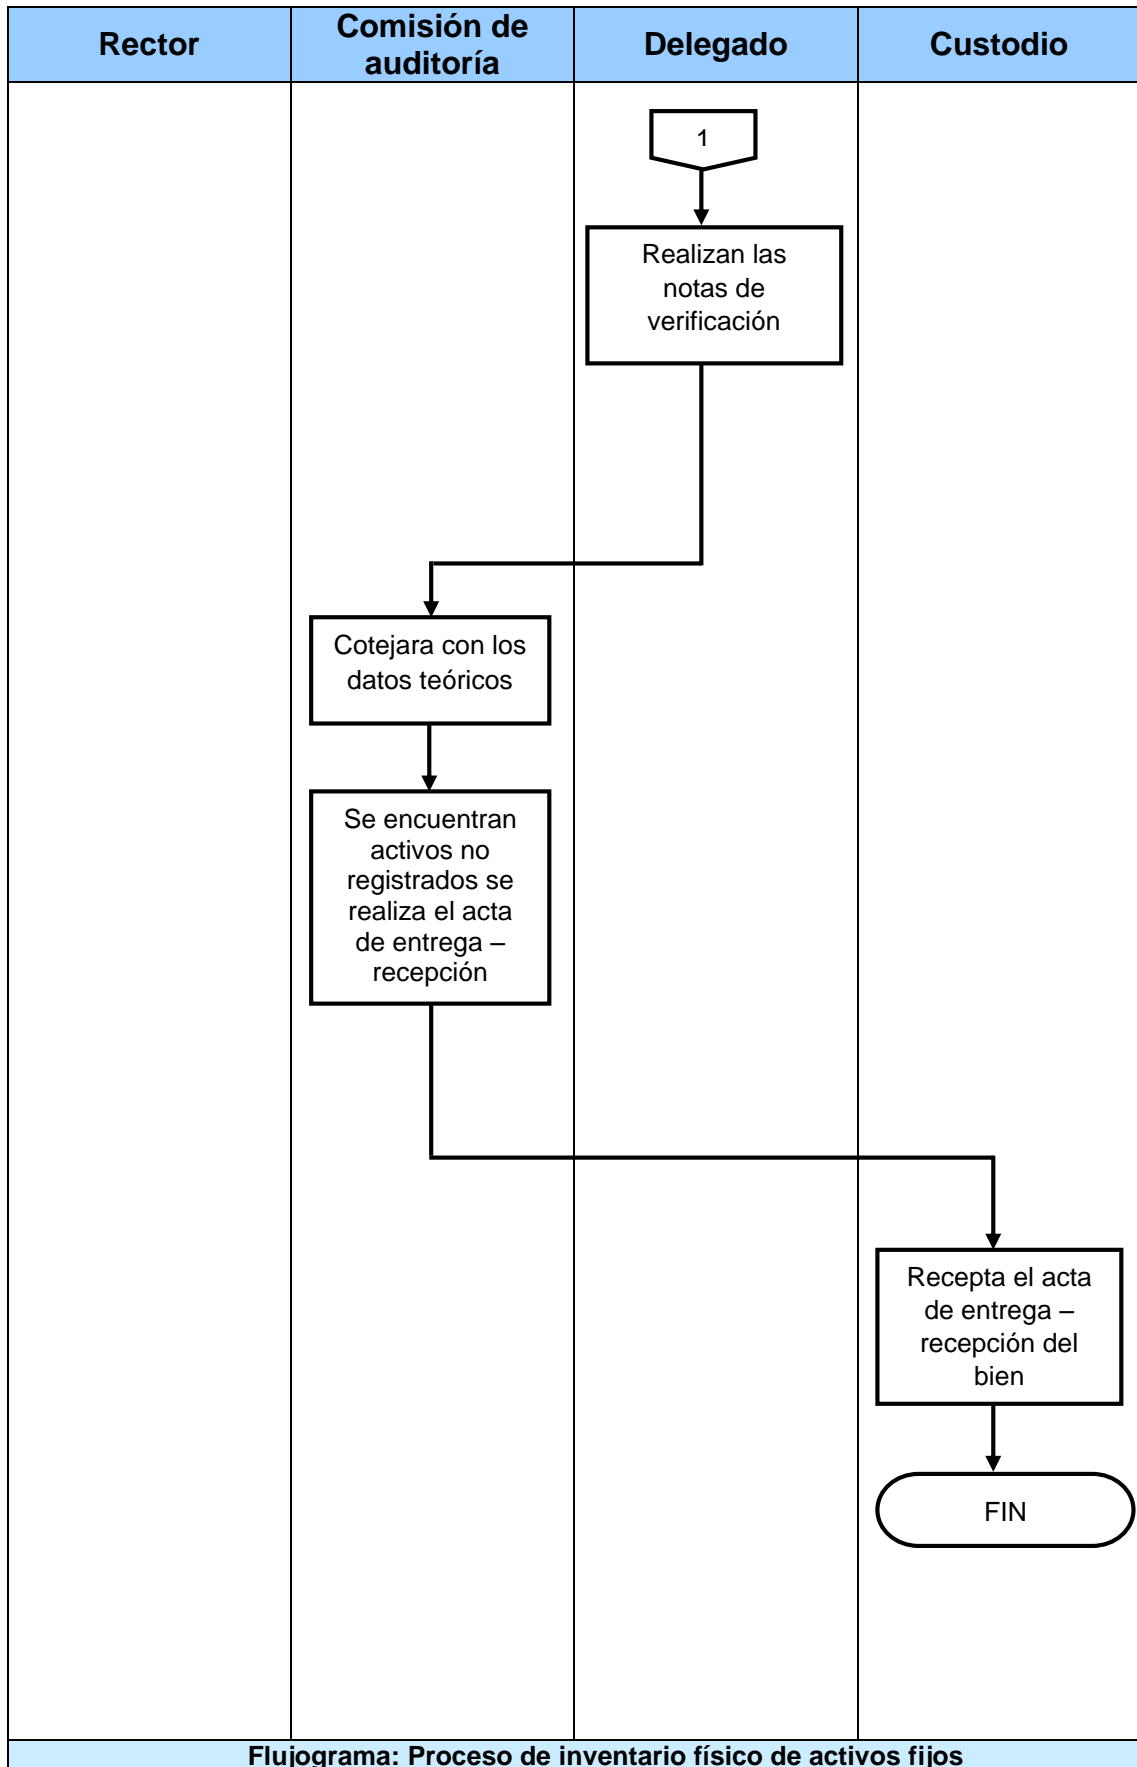 Rector
Comisión de
auditoría
Delegado
Custodio
1
Realizan las
notas de
verificación
Cotejara con los
datos teóricos
Se encuentran
activos no
registrados se
realiza el acta
de entrega –
recepción
Recepta el acta
de entrega –
recepción del
bien
FIN
Flujograma: Proceso de inventario físico de activos fijos